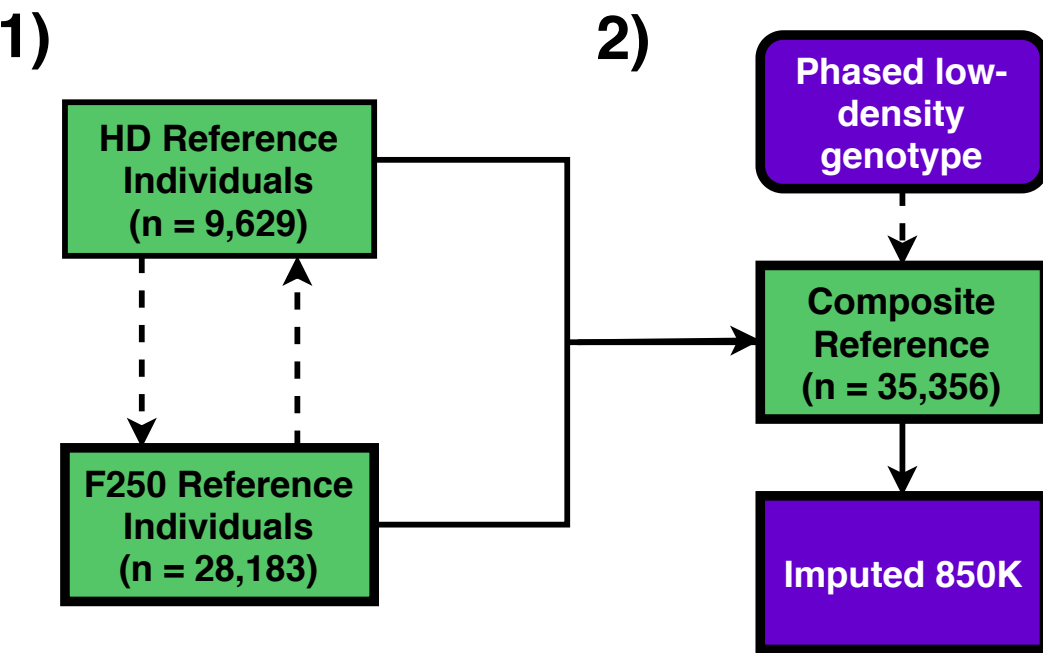 1)
HD Reference
Individuals
(n = 9,629)
F250 Reference
Individuals
(n = 28,183)
2)
Phased low-
density
genotype
Composite
Reference
(n = 35,356)
Imputed 850K